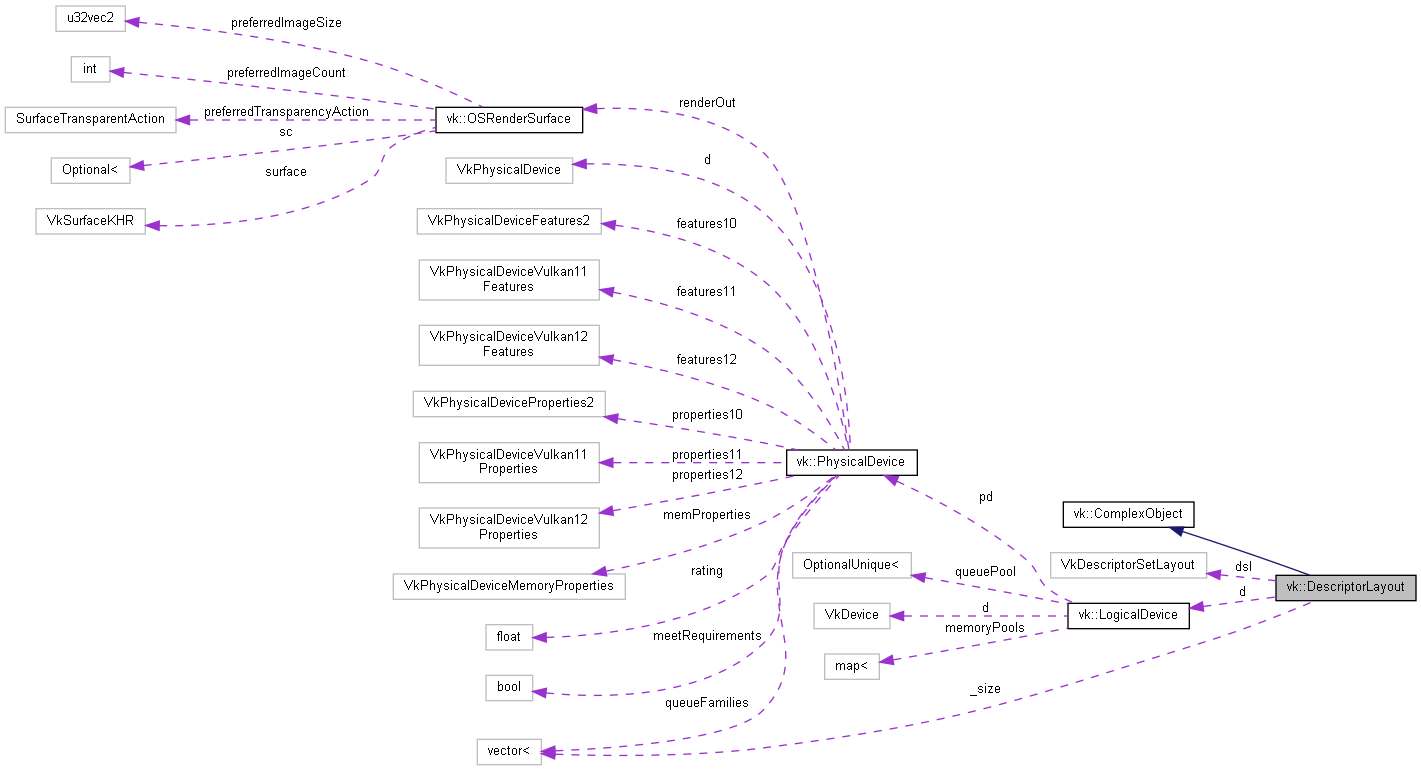 u32vec2
preferredImageSize
int
preferredImageCount
SurfaceTransparentAction
preferredTransparencyAction
vk::OSRenderSurface
renderOut
sc
Optional<
surface
VkSurfaceKHR
VkPhysicalDevice
d
VkPhysicalDeviceFeatures2
features10
VkPhysicalDeviceVulkan11
Features
features11
VkPhysicalDeviceVulkan12
Features
features12
VkPhysicalDeviceProperties2
properties10
VkPhysicalDeviceVulkan11
Properties
properties11
vk::PhysicalDevice
properties12
VkPhysicalDeviceVulkan12
Properties
memProperties
VkPhysicalDeviceMemoryProperties
rating
float
meetRequirements
bool
queueFamilies
vector<
pd
vk::ComplexObject
OptionalUnique<
queuePool
VkDescriptorSetLayout
dsl
vk::DescriptorLayout
d
VkDevice
d
vk::LogicalDevice
memoryPools
map<
_size